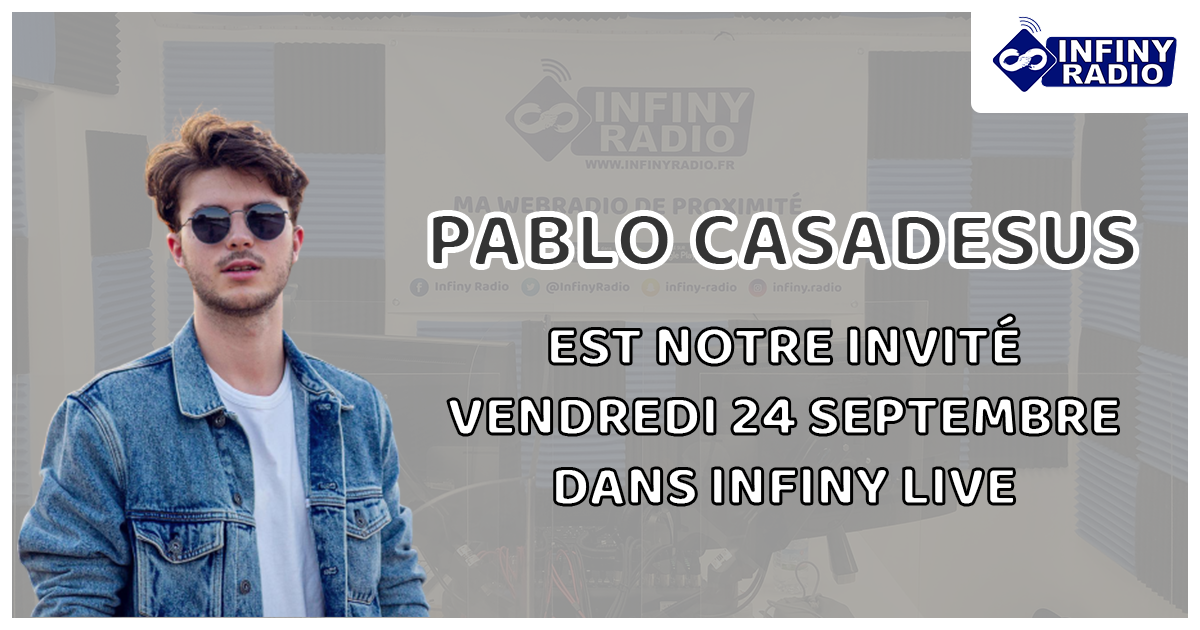 INFINY
RADIO
INFINY
RADIO
WWW.INFINYRADIO.FR
MA WEBRADIO DE PROXIMITÉ
PABLO CASADESUS
Infiny Radio @InfinyRadio infiny-radio infiny.radio
EST NOTRE INVITÉ
VENDREDI 24 SEPTEMBRE
DANS INFINY LIVE